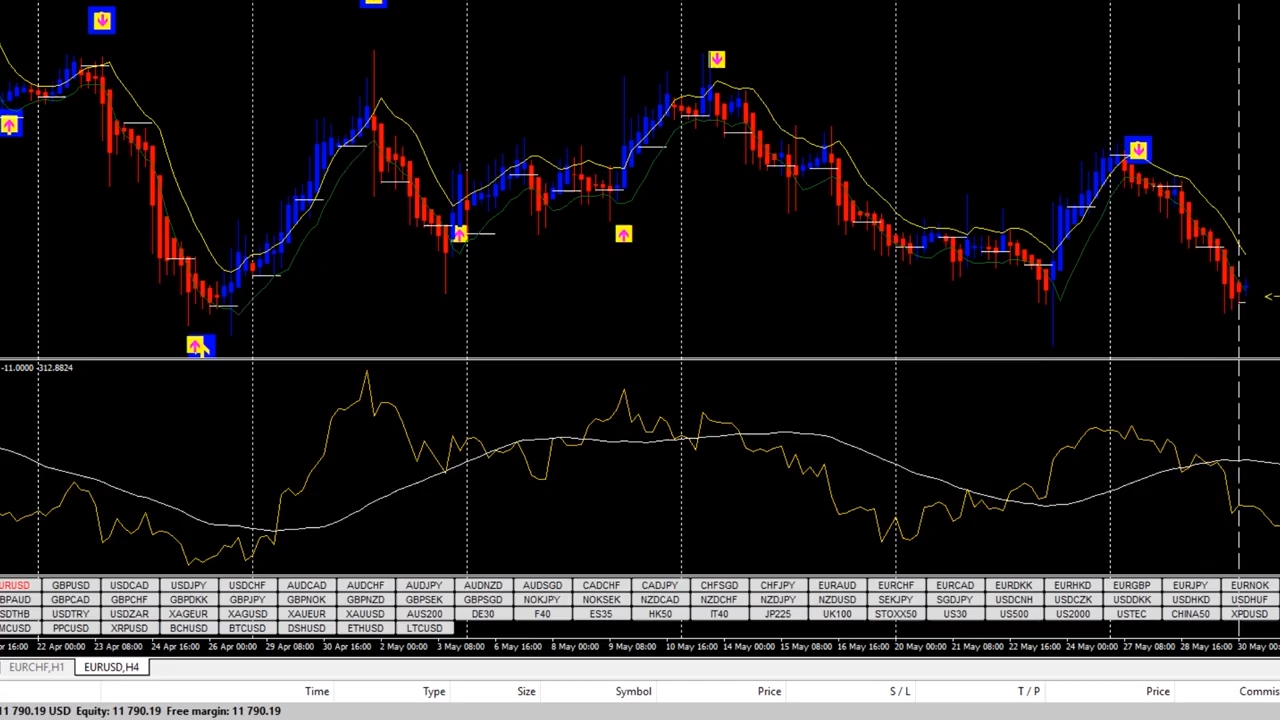 -11.0000 -312.8824
URUSD GBPUSD USDCAD USDJPY USDCHF AUDCAD AUDCHF AUDJPY AUDNZD AUDSGD CADCHF CADJPY CHFSGD CHFJPY EURAUD EURCHF EURCAD EURDKK EURHKD EURGBP EURJPY EURNOK
BPAUD GBPCAD GBPCHF GBPDKK GBPJPY GBPNOK GBPNZD GBPSEK GBPSGD NOKJPY NOKSEK NZDCAD NZDCHF NZDJPY NZDUSD SEKJPY SGDJPY USDCNH USDCZK USDDKK USDHKD USDHUF
SDTHB USDTRY USDZAR XAGEUR XAGUSD XAUEUR XAUUSD AUS200 DE30 F40 ES35 HK50 IT40 JP225 UK100 STOXX50 US30 US500 US2000 USTEC CHINA50 XPDUSD
MCUSD PPCUSD XRPUSD BCHUSD BTCUSD DSHUSD ETHUSD LTCUSD
pr 16:00 22 Apr 00:00 23 Apr 08:00 24 Apr 16:00 26 Apr 00:00 29 Apr 08:00 30 Apr 16:00 2 May 00:00 3 May 08:00 6 May 16:00 8 May 00:00 9 May 08:00 10 May 16:00 14 May 00:00 15 May 08:00 16 May 16:00 20 May 00:00 21 May 08:00 22 May 16:00 24 May 00:00 27 May 08:00 28 May 16:00 30 May 00:0
EURCHF,H1 EURUSD,H4
Time Type Size Symbol Price S / L T / P Price Commis
11 790.19 USD Equity: 11 790.19 Free margin: 11 790.19